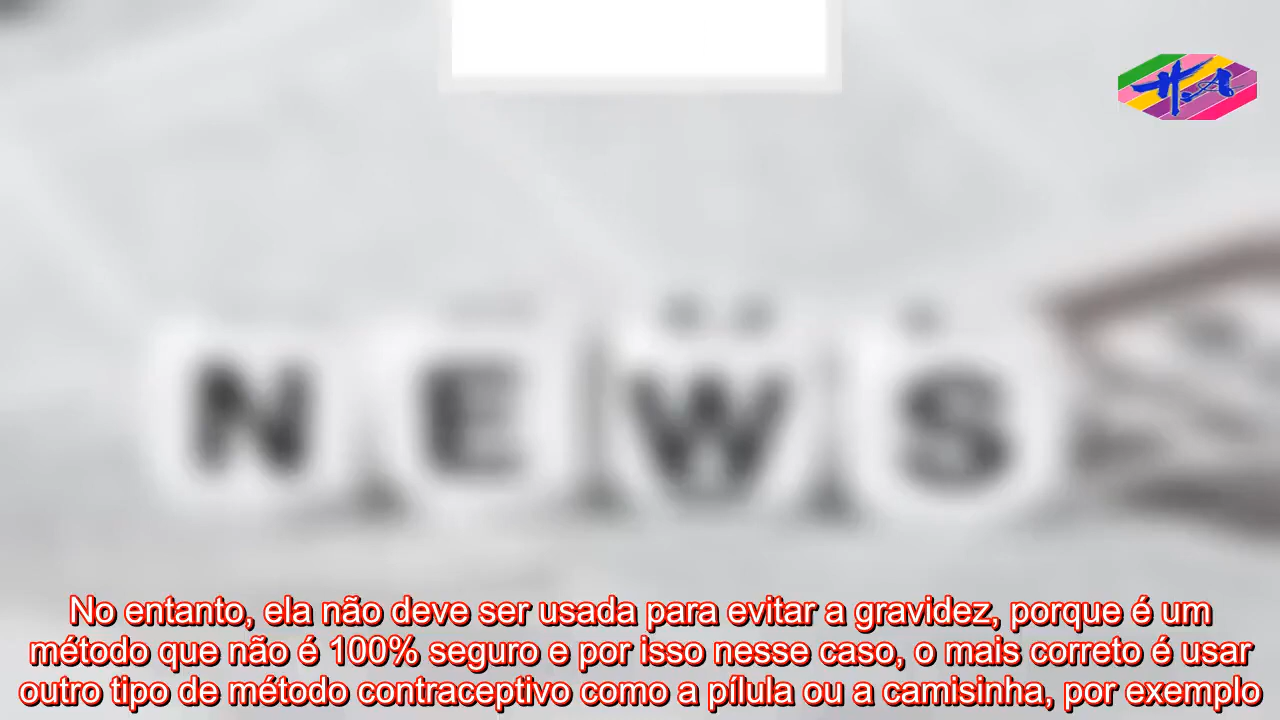 NEWS
No entanto, ela não deve ser usada para evitar a gravidez, porque é um
método que não é 100% seguro e por isso nesse caso, o mais correto é usar
outro tipo de método contraceptivo como a pílula ou a camisinha, por exemplo